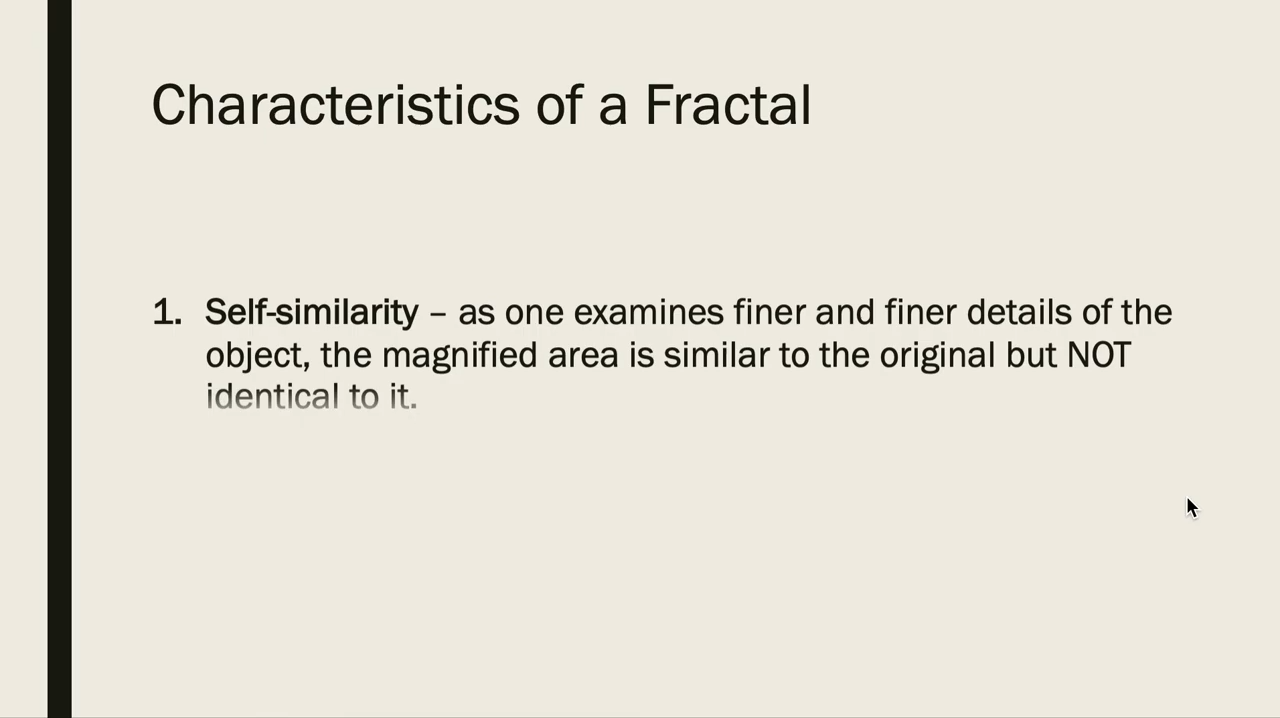 Characteristics of a Fractal
1. Self-similarity – as one examines finer and finer details of the
object, the magnified area is similar to the original but NOT
identical to it.